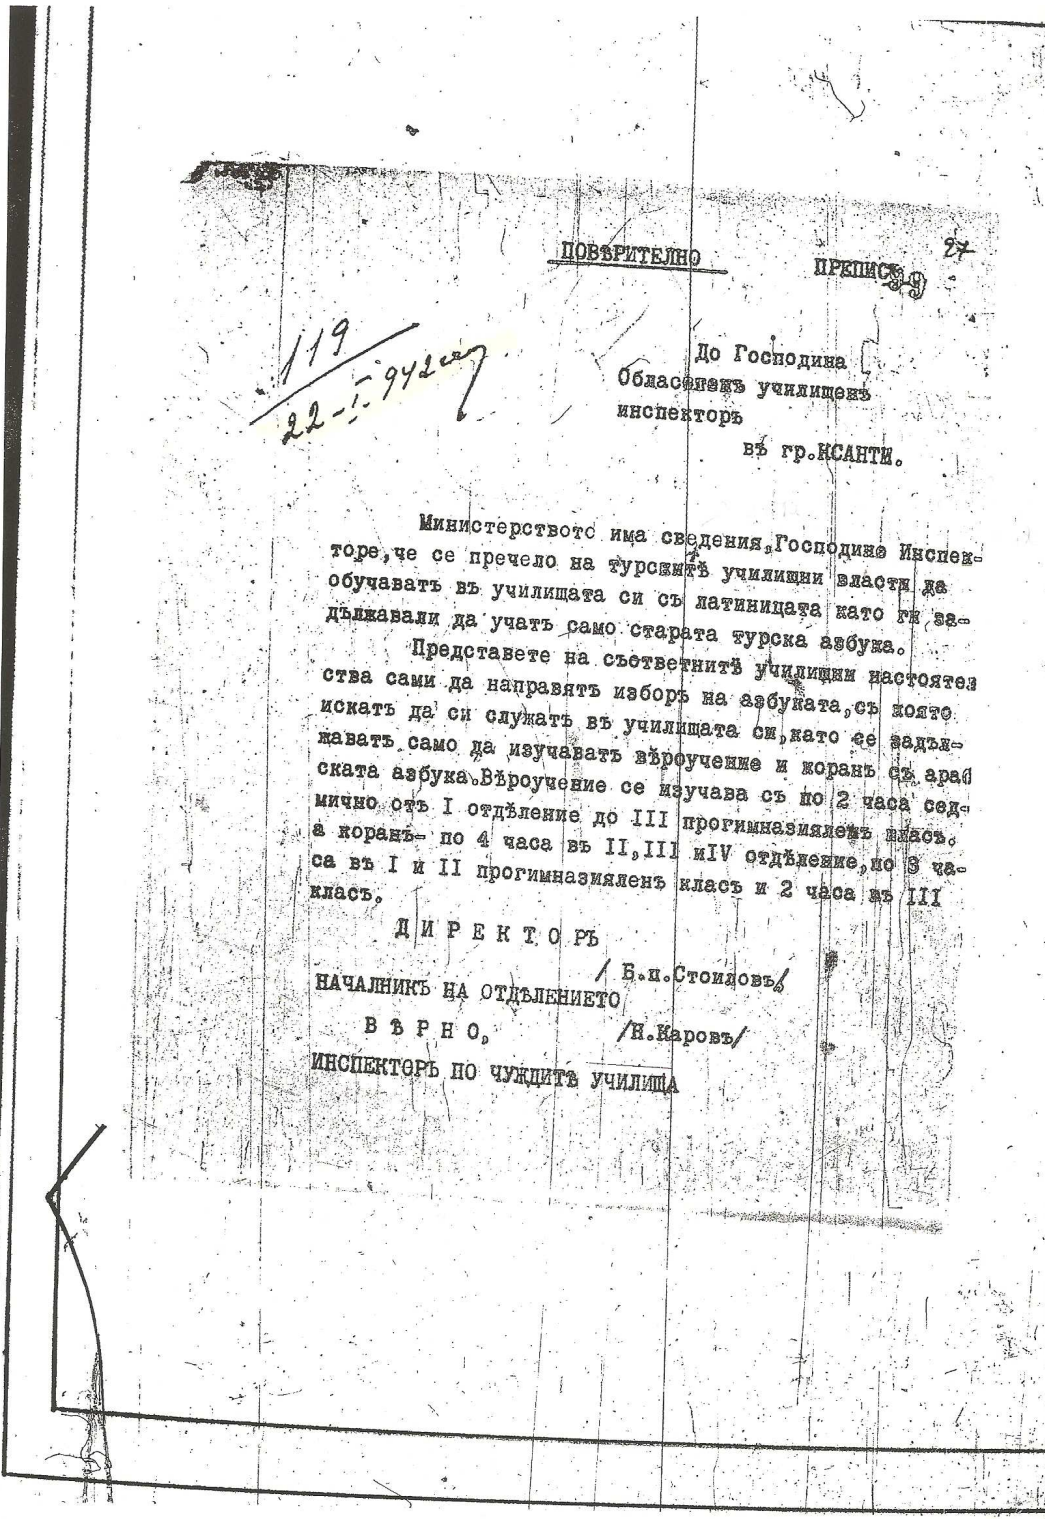 27
ПОВѢРИТЕЛНО
ПРЕПИСЪ
99
119
22-I-942
До Господина
Областенъ училищенъ
инспекторъ
въ гр.КСАНТИ.
Министерството има сведения,Господине Инспек-
торе,че се пречело на турскитѣ училищни власти да
обучаватъ въ училищата си съ латиницата като ги за-
дължавали да учатъ само старата турска азбука.
Представете на съответнитѣ училищни настоятел
ства сами да направятъ изборъ на азбуката,съ която
искатъ да си служатъ въ училищата си,като се задъл-
жаватъ само да изучаватъ вѣроучение и коранъ съ араб
ската азбука.Вѣроучение се изучава съ по 2 часа сед-
мично отъ I отдѣление до III прогимназиаленъ класъ.
а коранъ- по 4 часа въ II,III иIV отдѣление,по 3 ча-
са въ I и II прогимназияленъ класъ и 2 часа въ III
класъ.
Д И Р Е К Т О РЪ
/ Б.п.Стоиловъ/
НАЧАЛНИКЪ НА ОТДѢЛЕНИЕТО
В Ѣ Р Н О,
/Н.Каровъ/
ИНСПЕКТОРЪ ПО ЧУЖДИТѢ УЧИЛИЩА